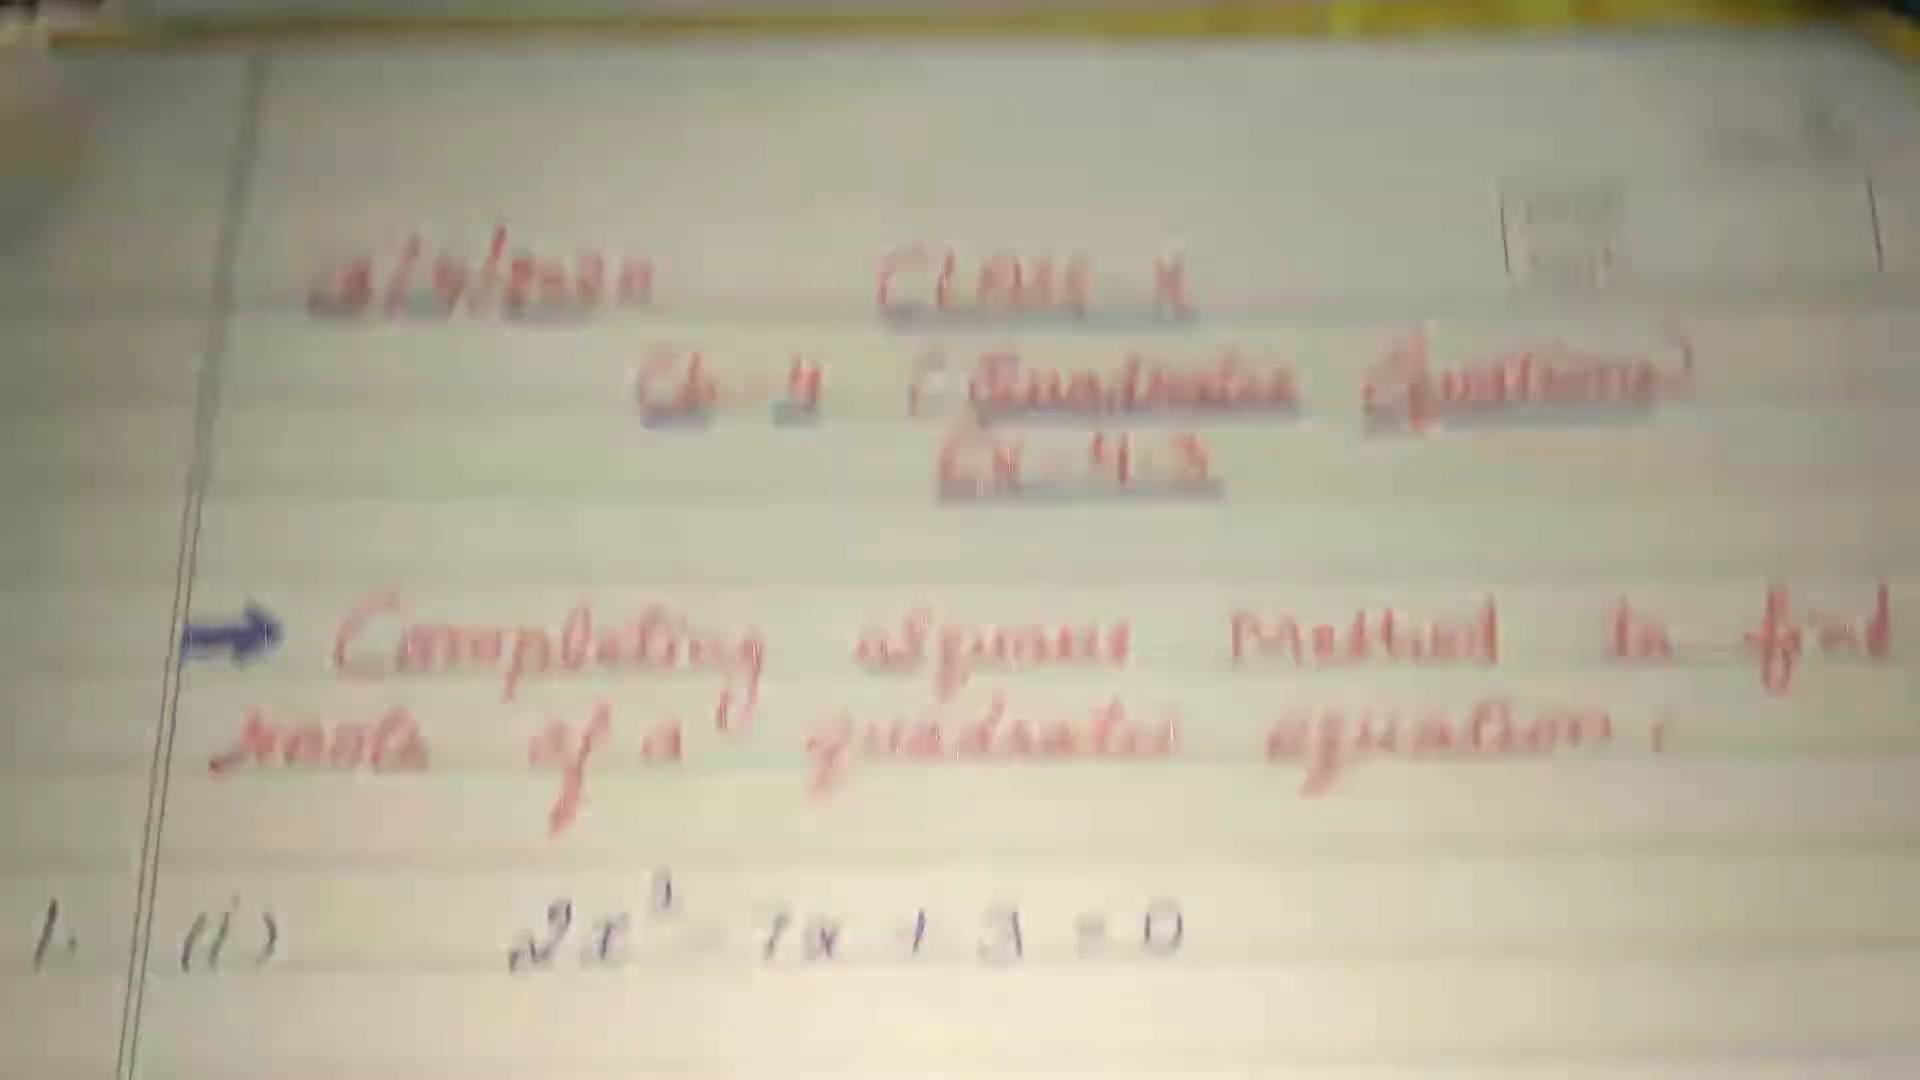 CLASS-X
Ch-4 : Quadratic Equations
Ex-4.3
Completing square Method to find
roots of a quadratic equation:
1. (i) 2x² - 7x + 3 = 0